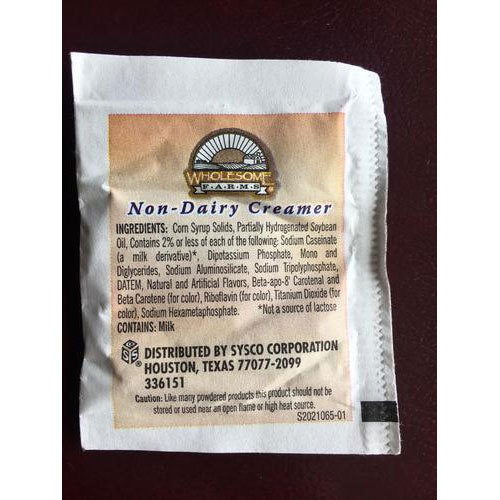 WHOLESOME
FARMS
Non-Dairy Creamer
INGREDIENTS: Corn Syrup Solids, Partially Hydrogenated Soybean
Oil, Contains 2% or less of each of the following: Sodium Caseinate
(a milk derivative)*, Dipotassium Phosphate, Mono and
Diglycerides, Sodium Aluminosilicate, Sodium Tripolyphosphate,
DATEM, Natural and Artificial Flavors, Beta-apo-8' Carotenal and
Beta Carotene (for color), Riboflavin (for color), Titanium Dioxide (for
color), Sodium Hexametaphosphate. *Not a source of lactose
CONTAINS: Milk
DISTRIBUTED BY SYSCO CORPORATION
HOUSTON, TEXAS 77077-2099
336151
Caution: Like many powdered products this product should not be
stored or used near an open flame or high heat source.
S2021065-01